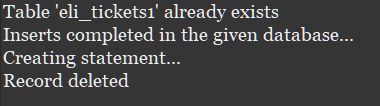 Table 'eli_tickets1' already exists
Inserts completed in the given database...
Creating statement...
Record deleted